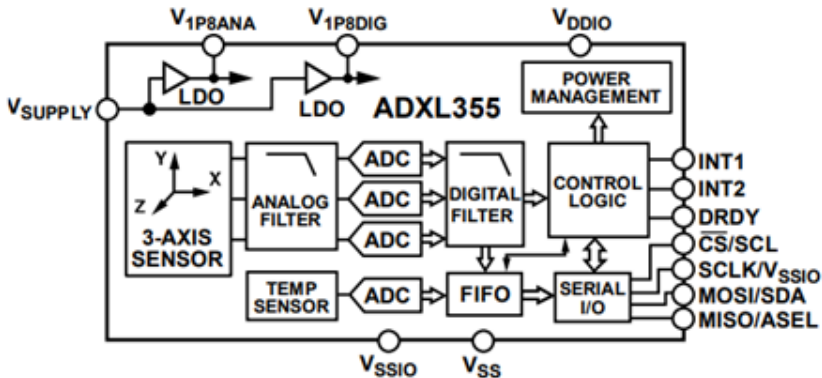 V1P8ANA
V1P8DIG
VDDIO
POWER
MANAGEMENT
LDO
LDO
ADXL355
VSUPPLY
Y
X
Z
3-AXIS
SENSOR
ANALOG
FILTER
ADC
ADC
ADC
DIGITAL
FILTER
CONTROL
LOGIC
INT1
INT2
DRDY
CS/SCL
SCLK/VSSIO
MOSI/SDA
MISO/ASEL
TEMP
SENSOR
ADC
FIFO
SERIAL
I/O
VSSIO
VSS